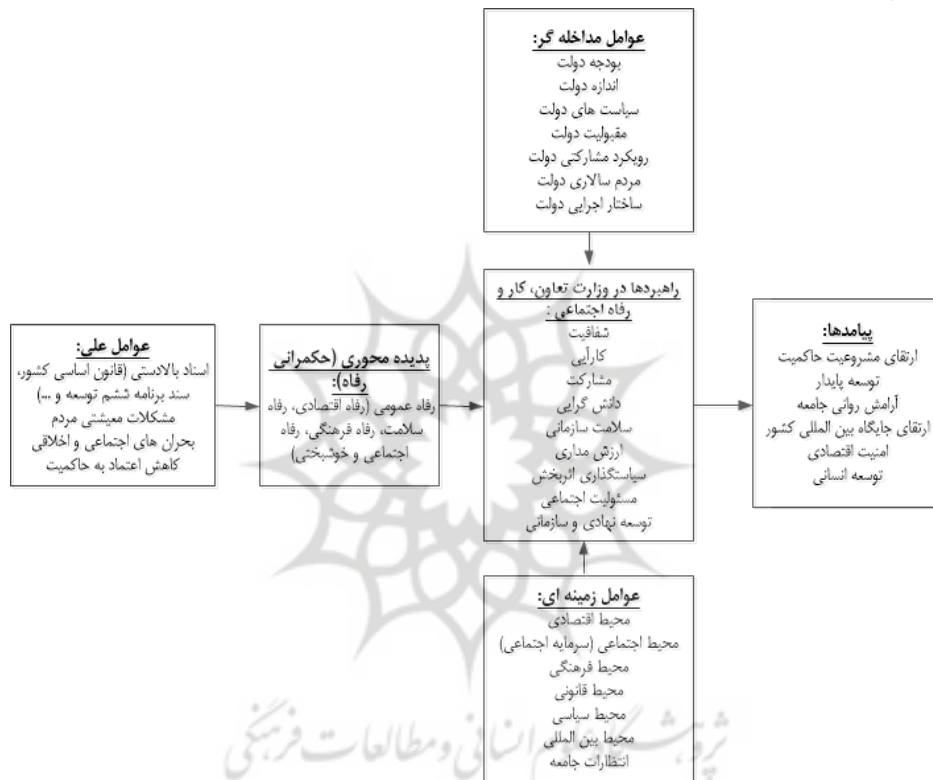 عوامل مداخله گر:
بودجه دولت
اندازه دولت
سیاست های دولت
مقبولیت دولت
رویکرد مشارکتی دولت
مردم سالاری دولت
ساختار اجرایی دولت
عوامل علی:
اسناد بالادستی (قانون اساسی کشور،
سند برنامه ششم توسعه و ...)
مشکلات معیشتی مردم
بحران های اجتماعی و اخلاقی
کاهش اعتماد به حاکمیت
پدیده محوری (حکمرانی
رفاه):
رفاه عمومی (رفاه اقتصادی، رفاه
سلامت، رفاه فرهنگی، رفاه
اجتماعی و خوشبختی)
راهبردها در وزارت تعاون، کار و
رفاه اجتماعی :
شفافیت
کارآیی
مشارکت
دانش گرایی
سلامت سازمانی
ارزش مداری
سیاستگذاری اثربخش
مسئولیت اجتماعی
توسعه نهادی و سازمانی
پیامدها:
ارتقای مشروعیت حاکمیت
توسعه پایدار
آرامش روانی جامعه
ارتقای جایگاه بین المللی کشور
امنیت اقتصادی
توسعه انسانی
عوامل زمینه ای:
محیط اقتصادی
محیط اجتماعی (سرمایه اجتماعی)
محیط فرهنگی
محیط قانونی
محیط سیاسی
محیط بین المللی
انتظارات جامعه
پژوهشگاه علوم انسانی و مطالعات فرهنگی